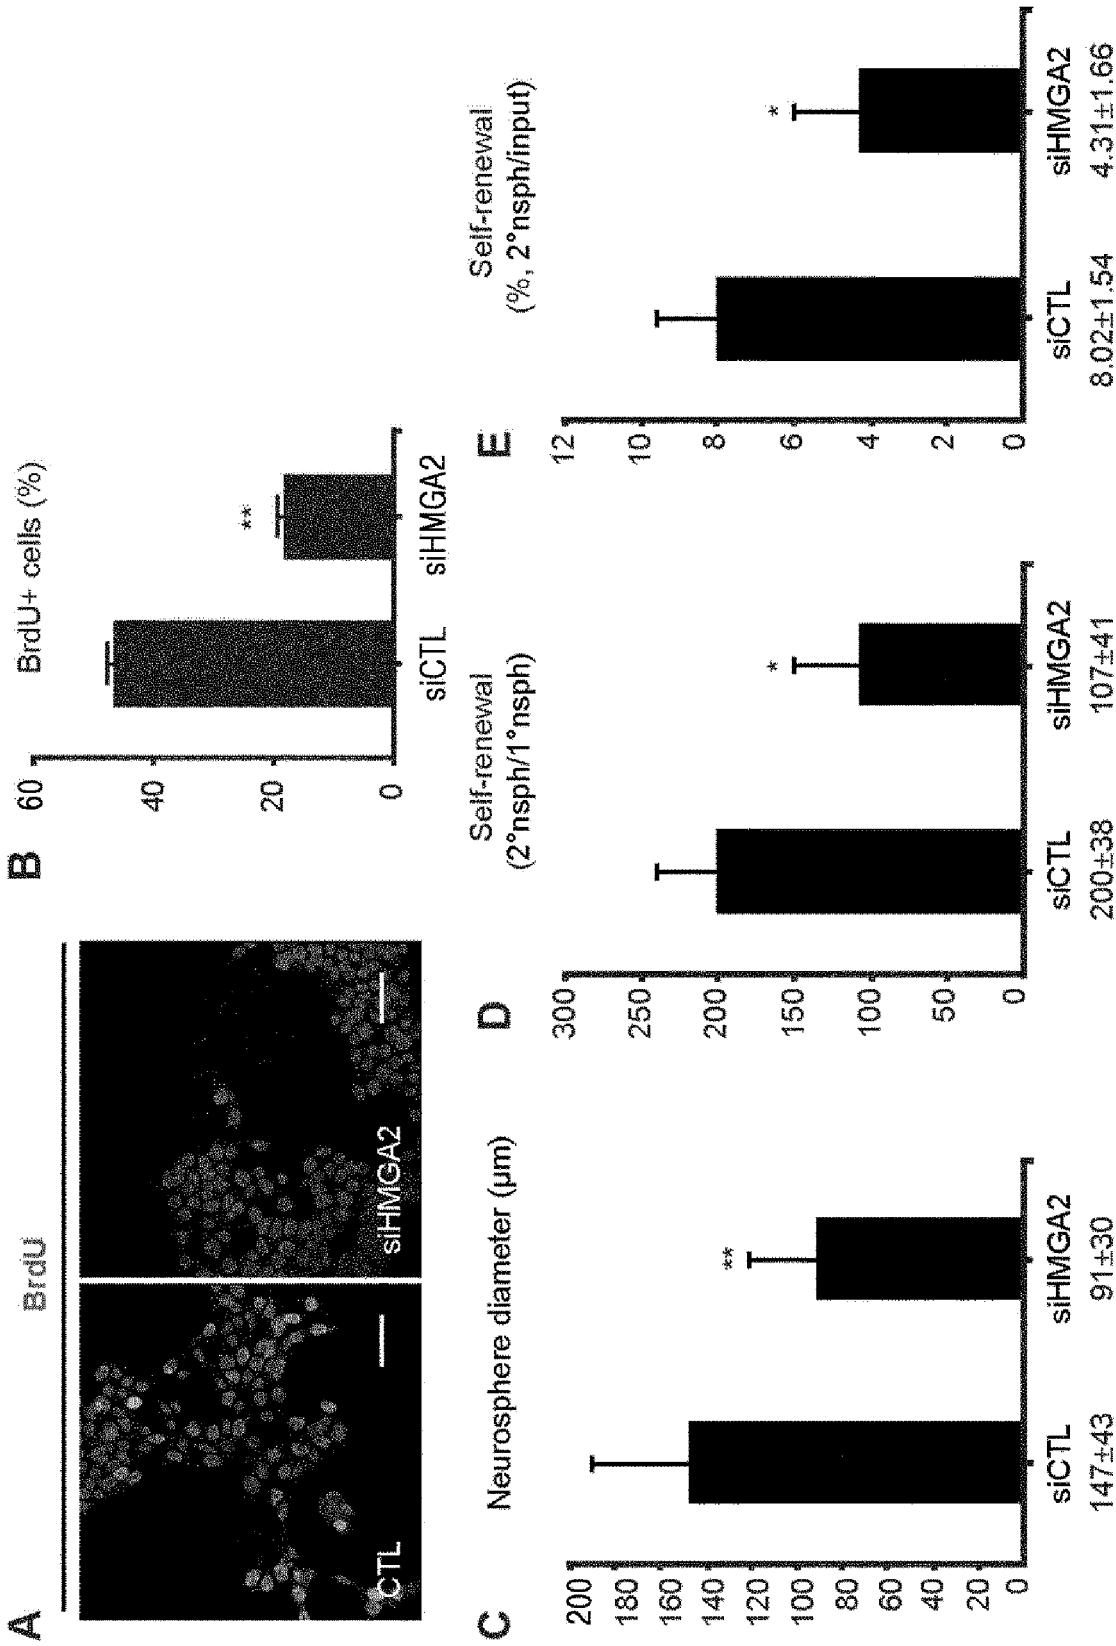 A
BrdU
CTL
siHMGA2
B
BrdU+ cells (%)
60
40
20
0
**
siCTL
siHMGA2
C
Neurosphere diameter (µm)
200
180
160
140
120
100
80
60
40
20
0
**
siCTL
siHMGA2
147±43
91±30
D
Self-renewal
(2°nsph/1°nsph)
300
250
200
150
100
50
0
*
siCTL
siHMGA2
200±38
107±41
E
Self-renewal
(%, 2°nsph/input)
12
10
8
6
4
2
0
*
siCTL
siHMGA2
8.02±1.54
4.31±1.66